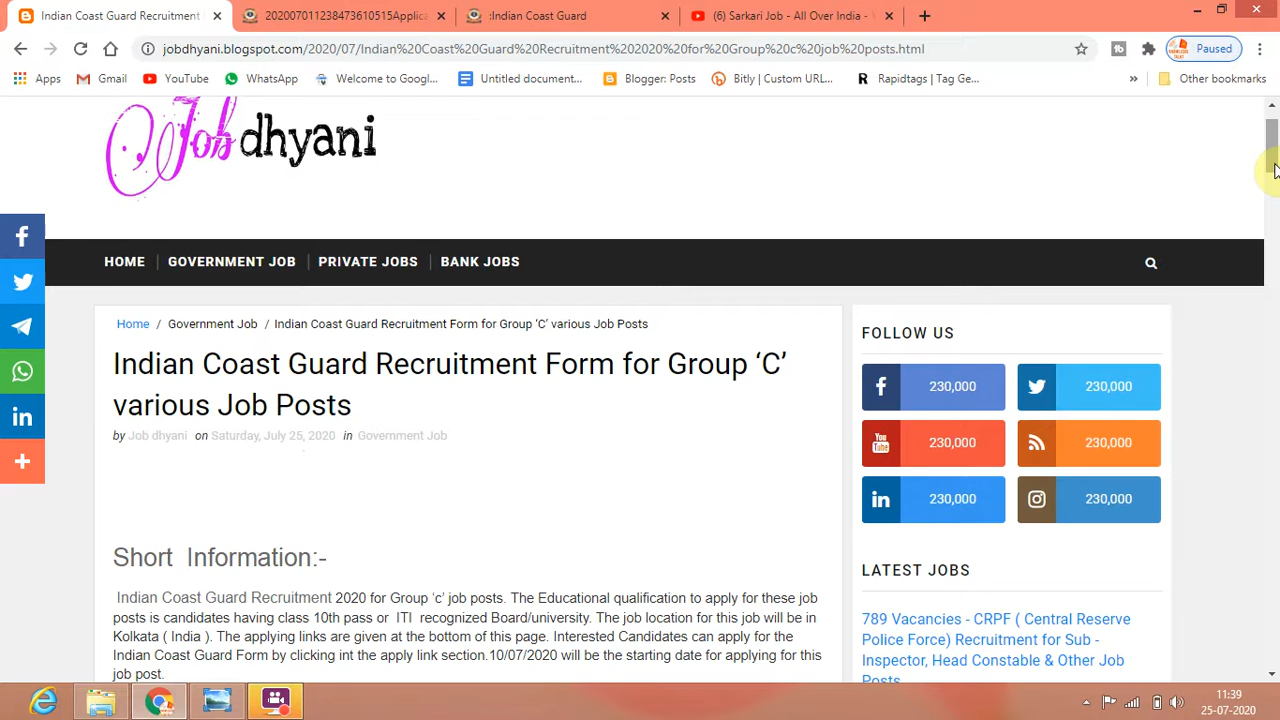 Indian Coast Guard Recruitment
20200701123847361051​5Applica
:Indian Coast Guard
(6) Sarkari Job - All Over India -
jobdhyani.blogspot.com/2020/07/Indian%20Coast%20Guard%20Recruitment%202020%20for%20Group%20c%20job%20posts.html
Paused
Apps
Gmail
YouTube
WhatsApp
Welcome to Googl...
Untitled document...
Blogger: Posts
Bitly | Custom URL...
Rapidtags | Tag Ge...
»
Other bookmarks
Jobdhyani
HOME
GOVERNMENT JOB
PRIVATE JOBS
BANK JOBS
Home / Government Job / Indian Coast Guard Recruitment Form for Group ‘C’ various Job Posts
Indian Coast Guard Recruitment Form for Group ‘C’
various Job Posts
by Job dhyani on Saturday, July 25, 2020 in Government Job
Short Information:-
Indian Coast Guard Recruitment 2020 for Group ‘c’ job posts. The Educational qualification to apply for these job
posts is candidates having class 10th pass or ITI recognized Board/university. The job location for this job will be in
Kolkata ( India ). The applying links are given at the bottom of this page. Interested Candidates can apply for the
Indian Coast Guard Form by clicking int the apply link section.10/07/2020 will be the starting date for applying for this
job post.
FOLLOW US
230,000
230,000
230,000
230,000
230,000
230,000
LATEST JOBS
789 Vacancies - CRPF ( Central Reserve
Police Force) Recruitment for Sub -
Inspector, Head Constable & Other Job
Posts
11:39
25-07-2020